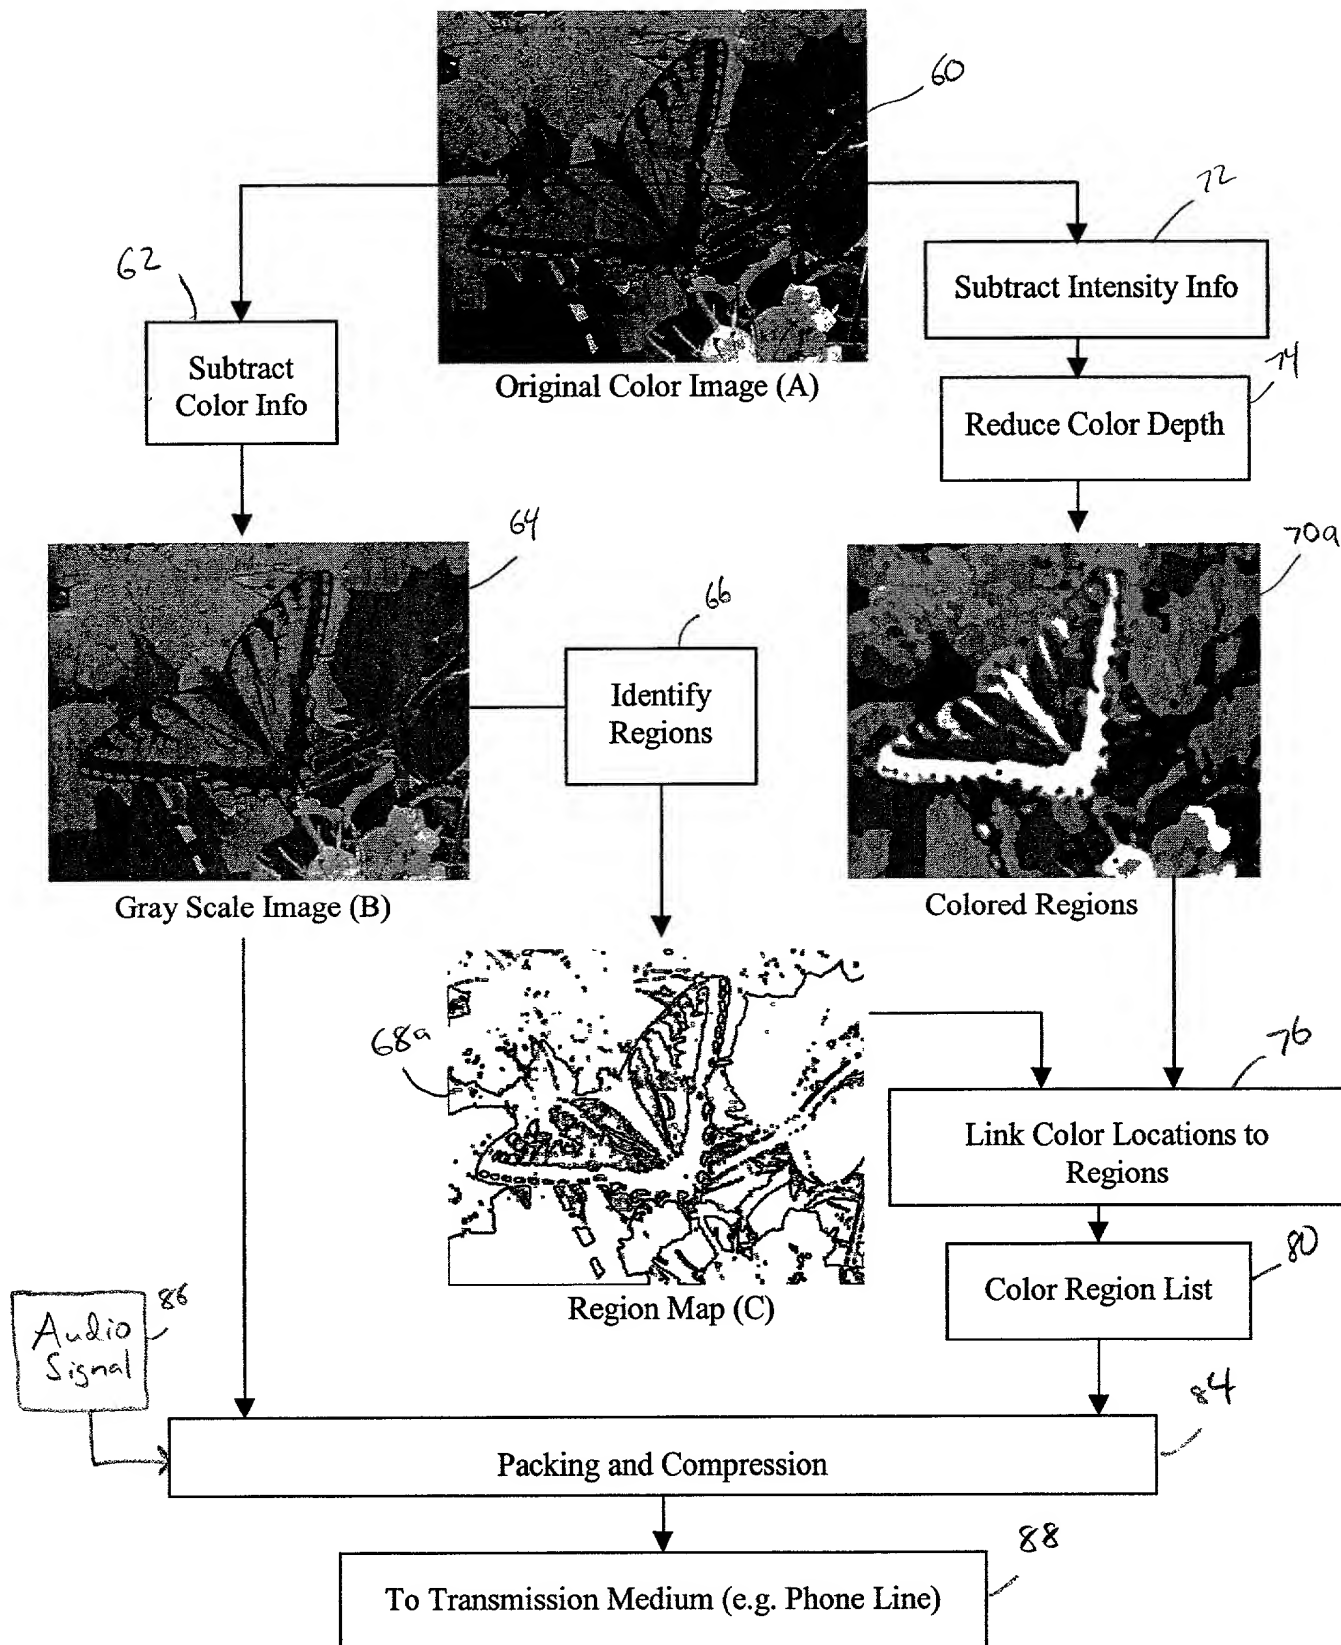 60
72
62
Subtract Intensity Info
Subtract
Color Info
Original Color Image (A)
74
Reduce Color Depth
64
70a
66
Identify
Regions
Gray Scale Image (B)
Colored Regions
68a
76
Link Color Locations to
Regions
80
Color Region List
Region Map (C)
86
Audio
Signal
84
Packing and Compression
88
To Transmission Medium (e.g. Phone Line)